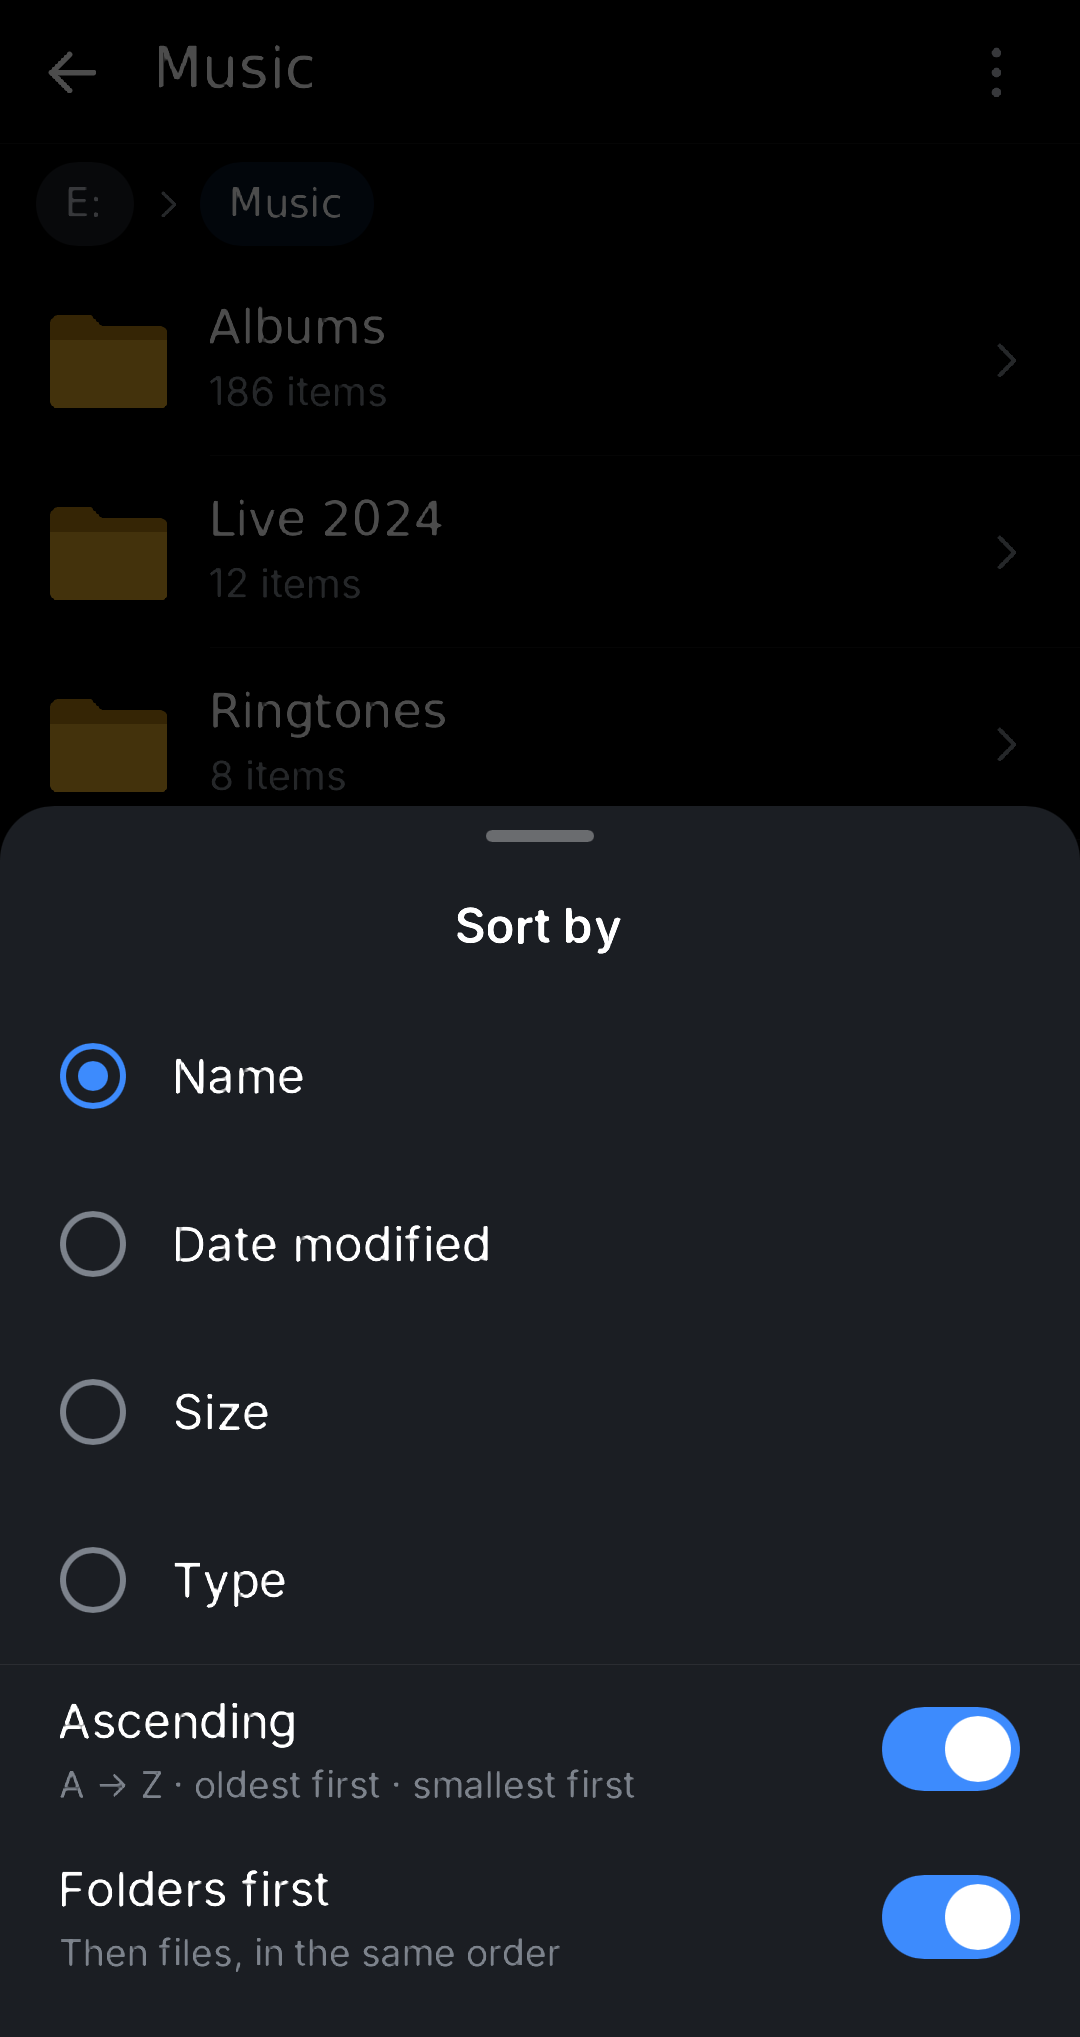 Music
E: Music
Albums
186 items
Live 2024
12 items
Ringtones
8 items
Sort by
Name
Date modified
Size
Type
Ascending
A → Z · oldest first · smallest first
Folders first
Then files, in the same order